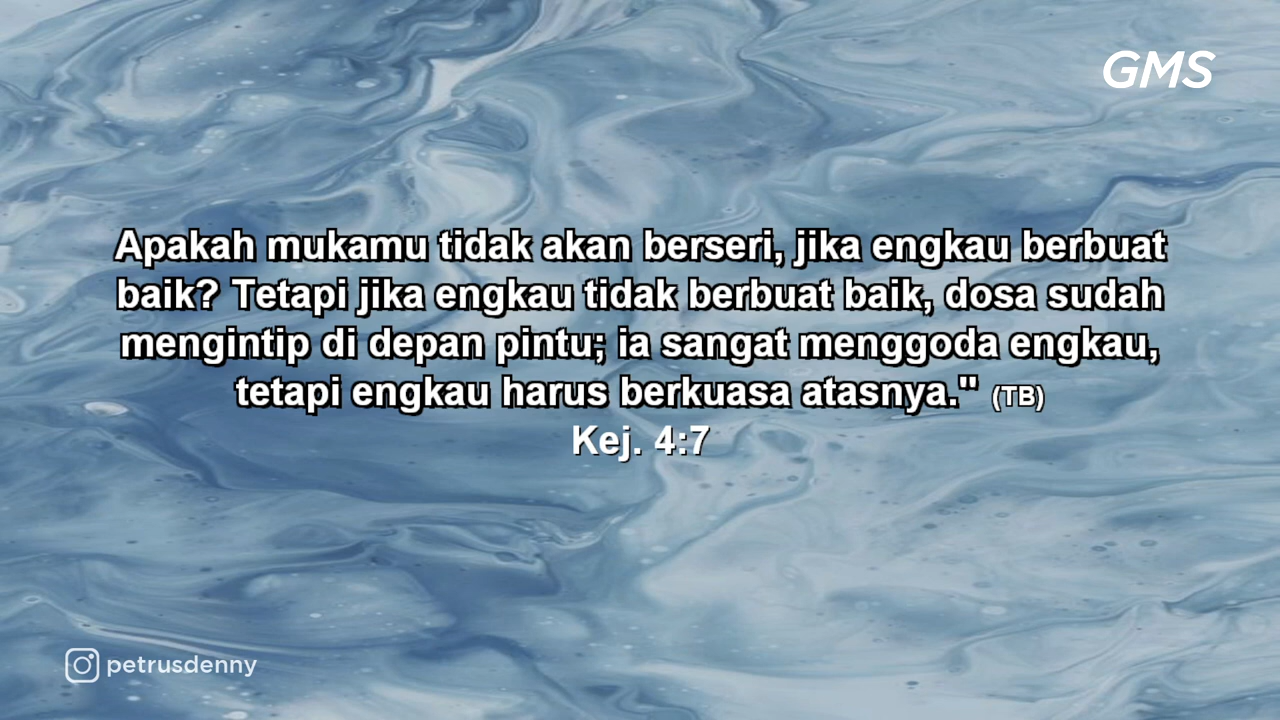 GMS
Apakah mukamu tidak akan berseri, jika engkau berbuat
baik? Tetapi jika engkau tidak berbuat baik, dosa sudah
mengintip di depan pintu; ia sangat menggoda engkau,
tetapi engkau harus berkuasa atasnya." (TB)
Kej. 4:7
petrusdenny